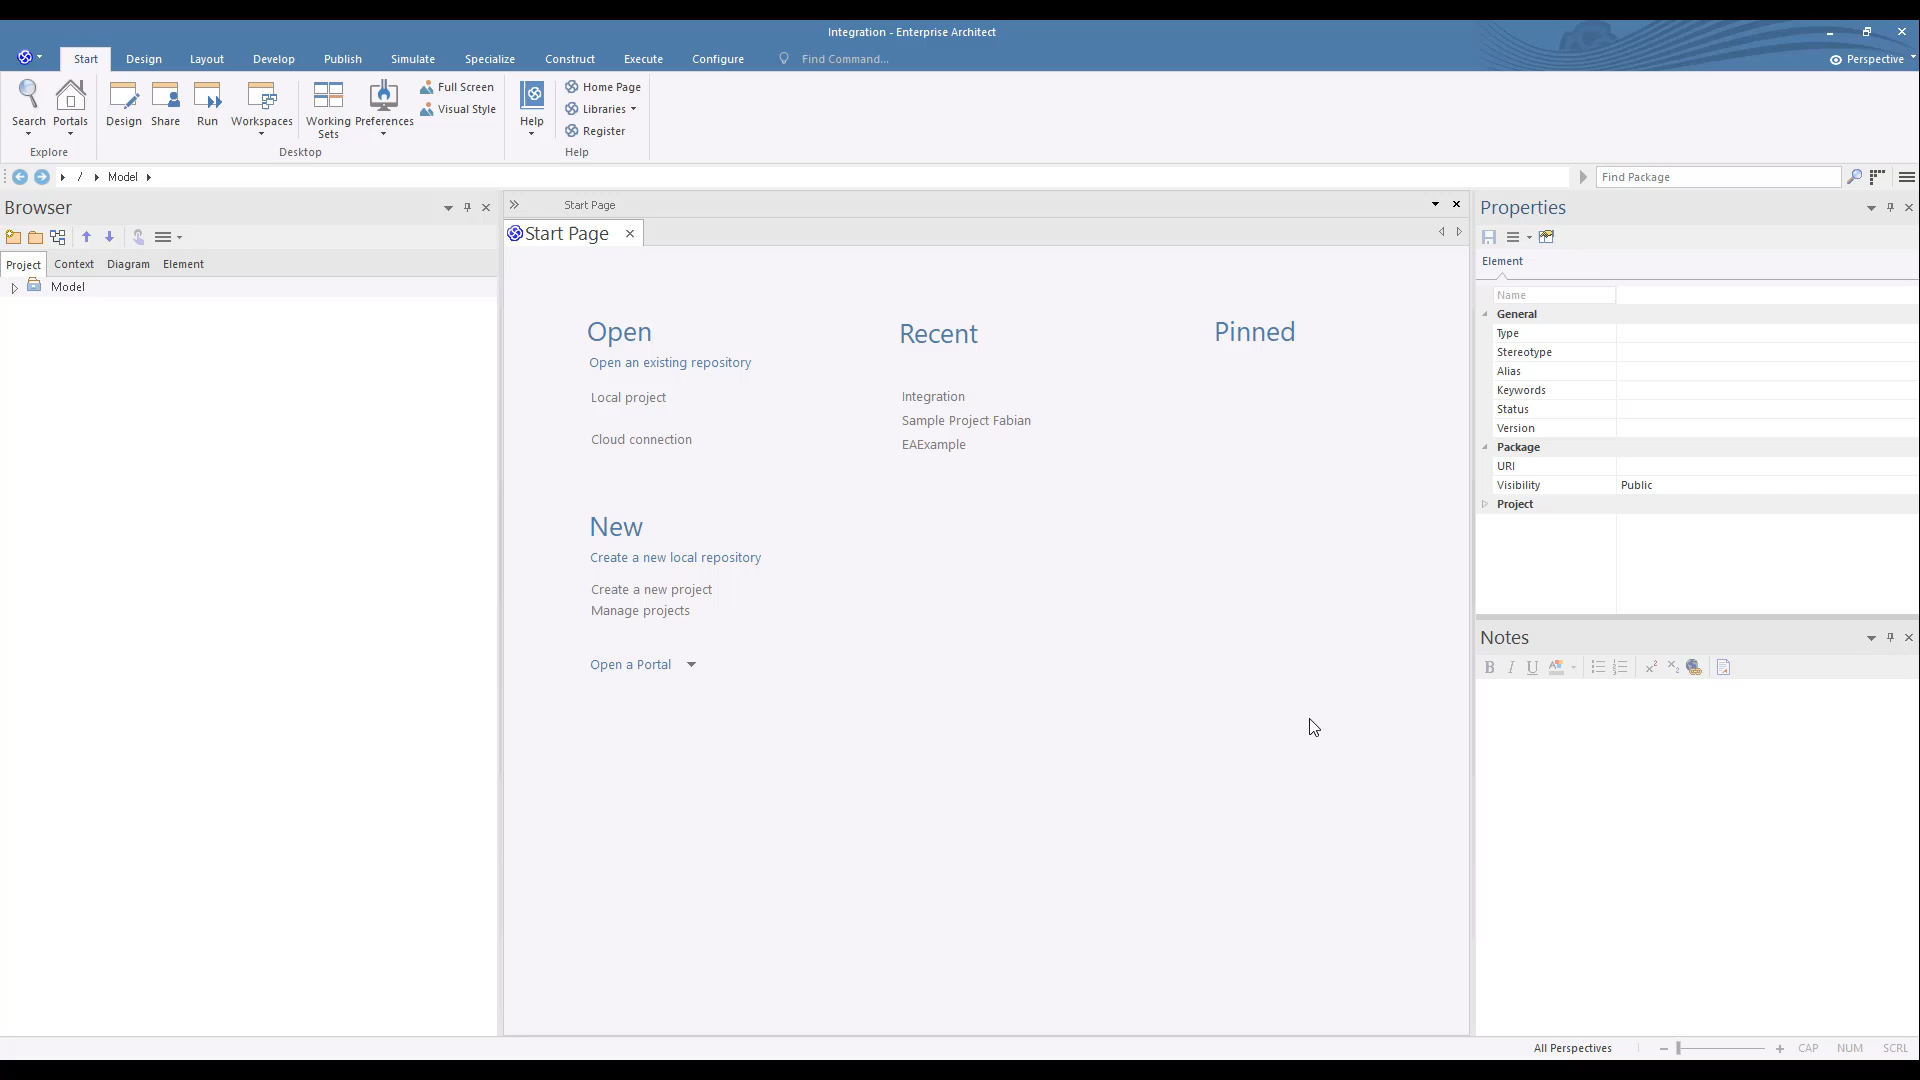 Integration - Enterprise Architect
Start Design Layout Develop Publish Simulate Specialize Construct Execute Configure Find Command... Perspective
Search Portals Design Share Run Workspaces Working Sets Preferences Full Screen Visual Style Help Home Page Libraries Register
Explore Desktop Help
/ Model Find Package
Browser
Project Context Diagram Element
Model
Start Page
Start Page
Open
Open an existing repository
Local project
Cloud connection
New
Create a new local repository
Create a new project
Manage projects
Open a Portal
Recent
Integration
Sample Project Fabian
EAExample
Pinned
Properties
Element
Name
General
Type
Stereotype
Alias
Keywords
Status
Version
Package
URI
Visibility Public
Project
Notes
B I U
All Perspectives CAP NUM SCRL